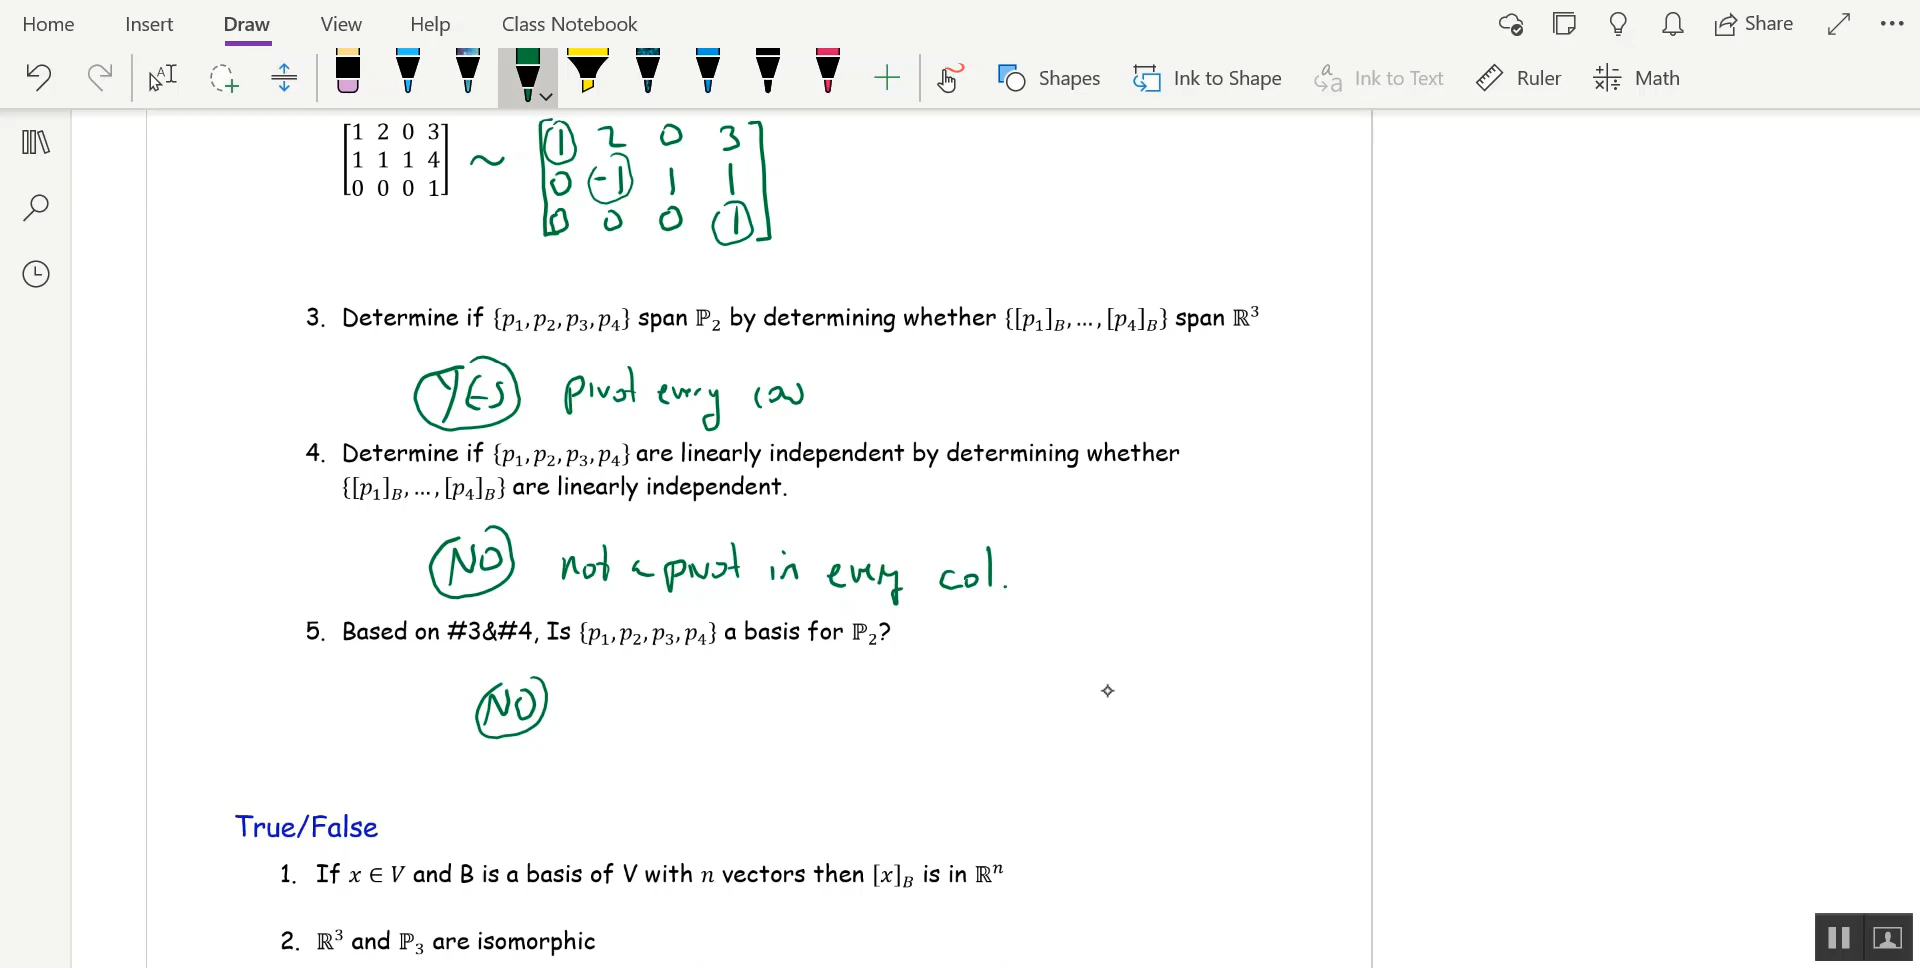 Home Insert Draw View Help Class Notebook Share
Shapes Ink to Shape Ink to Text Ruler Math
[1 2 0 3] [1 2 0 3]
[1 1 1 4] ~ [0 -1 1 1]
[0 0 0 1] [0 0 0 1]
3. Determine if {p₁, p₂, p₃, p₄} span ℙ₂ by determining whether {[p₁]_B, …, [p₄]_B} span ℝ³
YES pivot every
4. Determine if {p₁, p₂, p₃, p₄} are linearly independent by determining whether
{[p₁]_B, …, [p₄]_B} are linearly independent.
NO not a pivot in every col.
5. Based on #3&#4, Is {p₁, p₂, p₃, p₄} a basis for ℙ₂?
NO
True/False
1. If x ∈ V and B is a basis of V with n vectors then [x]_B is in ℝⁿ
2. ℝ³ and ℙ₃ are isomorphic